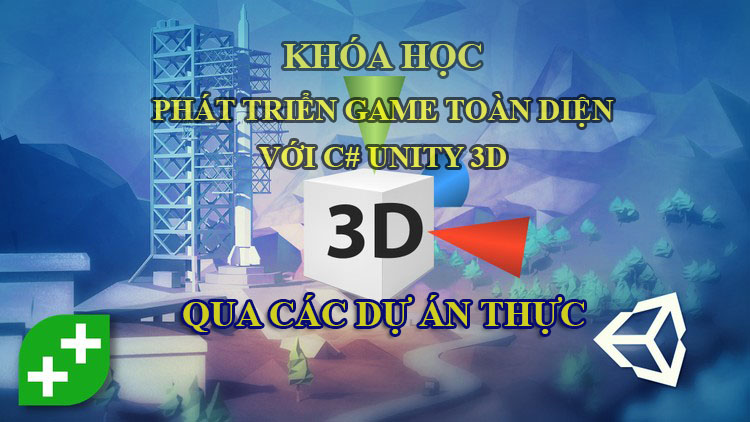 KHÓA HỌC
PHÁT TRIỂN GAME TOÀN DIỆN
VỚI C# UNITY 3D
3D
QUA CÁC DỰ ÁN THỰC